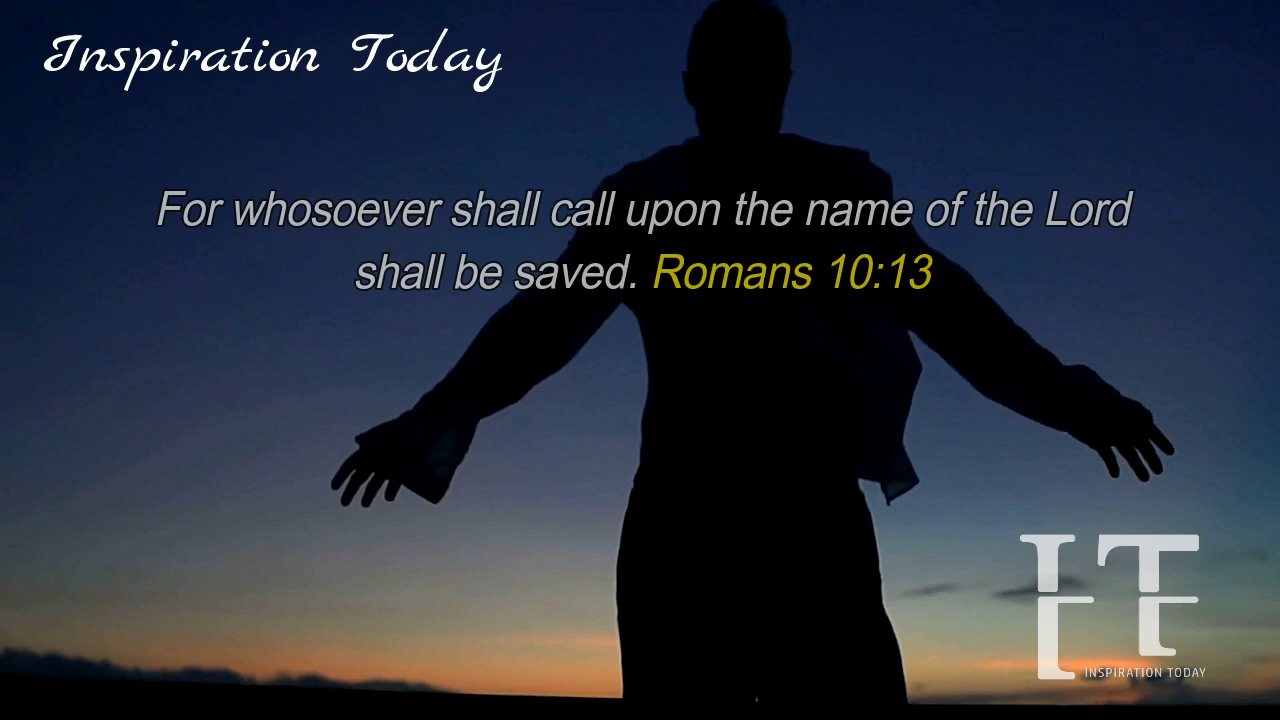 Inspiration Today
For whosoever shall call upon the name of the Lord
shall be saved. Romans 10:13
IT
INSPIRATION TODAY